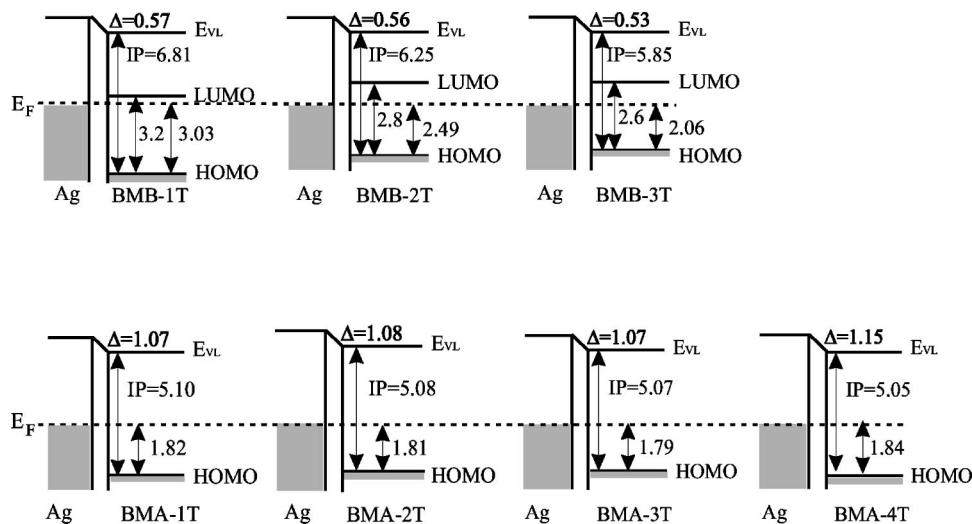 Δ=0.57 EVL
IP=6.81
LUMO
EF
3.2 3.03
HOMO
Ag BMB-1T
Δ=0.56 EVL
IP=6.25
LUMO
2.8 2.49
HOMO
Ag BMB-2T
Δ=0.53 EVL
IP=5.85
LUMO
2.6 2.06
HOMO
Ag BMB-3T
Δ=1.07 EVL
IP=5.10
EF
1.82
HOMO
Ag BMA-1T
Δ=1.08 EVL
IP=5.08
1.81
HOMO
Ag BMA-2T
Δ=1.07 EVL
IP=5.07
1.79
HOMO
Ag BMA-3T
Δ=1.15 EVL
IP=5.05
1.84
HOMO
Ag BMA-4T